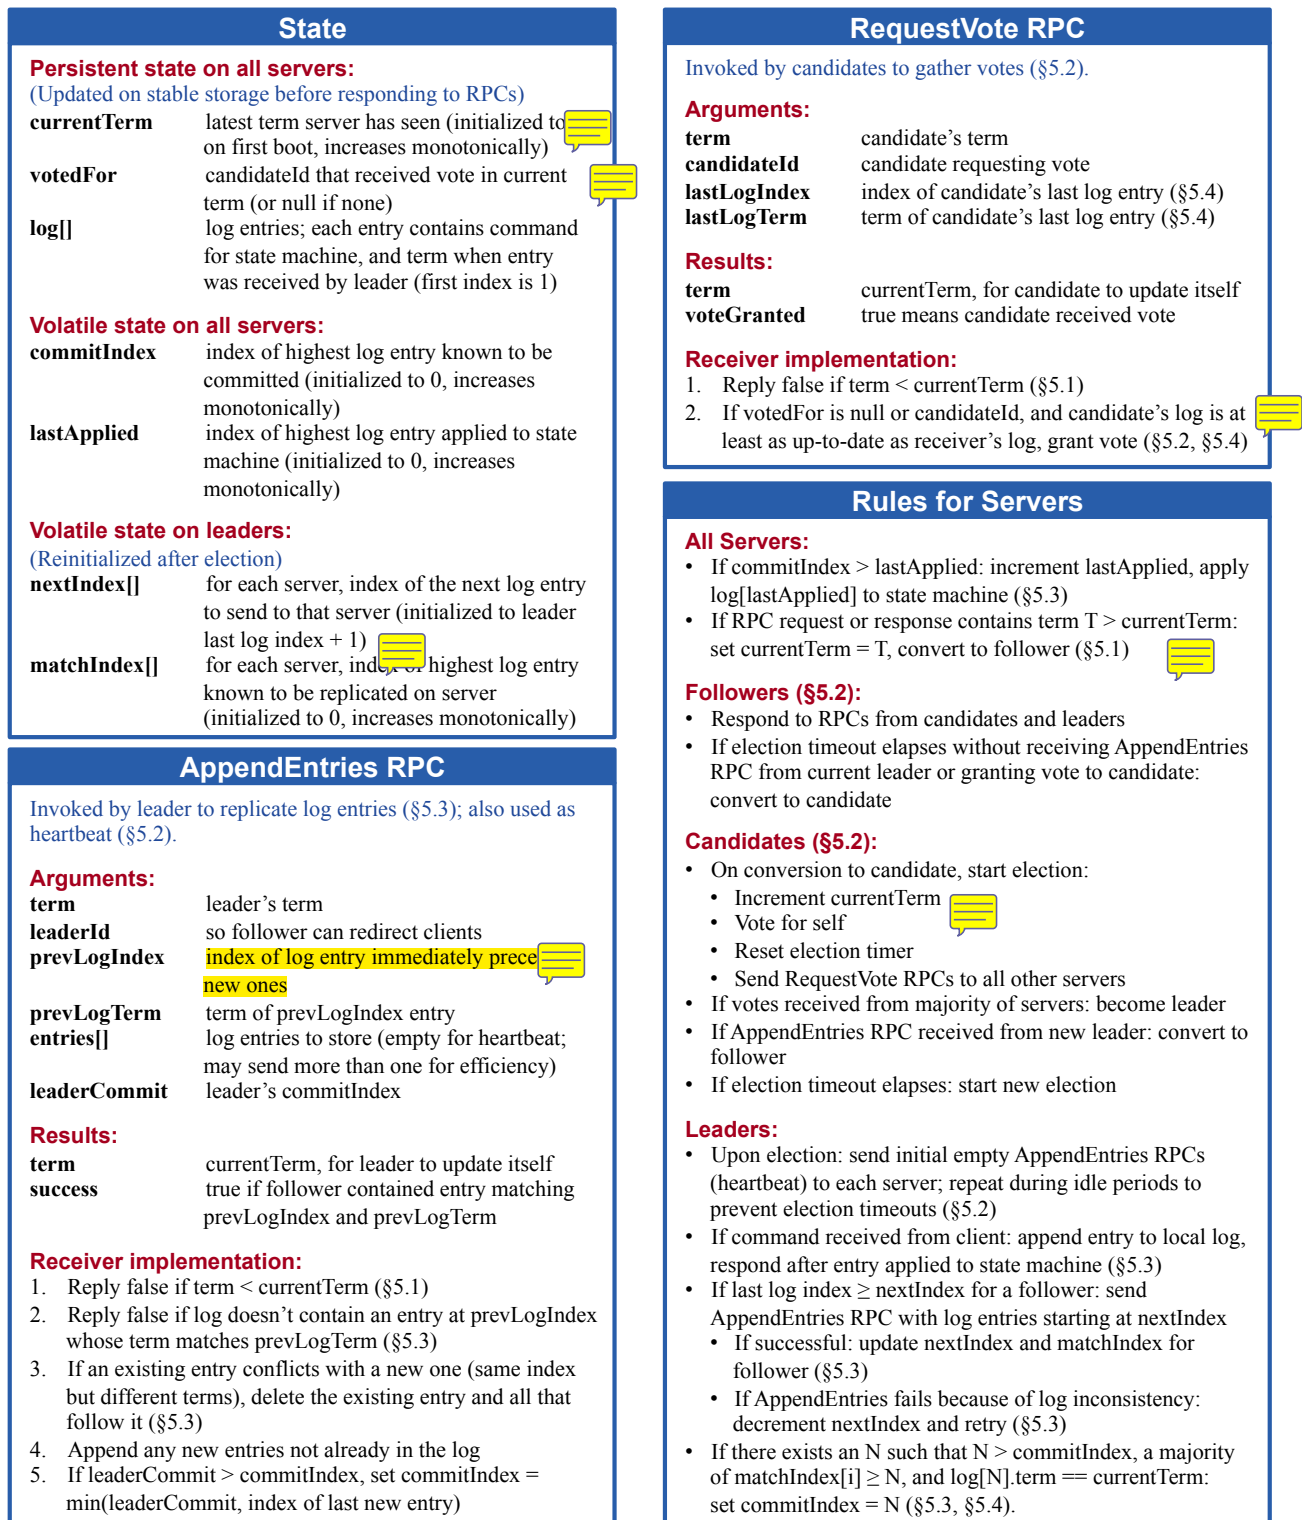 State
Persistent state on all servers:
(Updated on stable storage before responding to RPCs)
currentTerm latest term server has seen (initialized to
on first boot, increases monotonically)
votedFor candidateId that received vote in current
term (or null if none)
log[] log entries; each entry contains command
for state machine, and term when entry
was received by leader (first index is 1)
Volatile state on all servers:
commitIndex index of highest log entry known to be
committed (initialized to 0, increases
monotonically)
lastApplied index of highest log entry applied to state
machine (initialized to 0, increases
monotonically)
Volatile state on leaders:
(Reinitialized after election)
nextIndex[] for each server, index of the next log entry
to send to that server (initialized to leader
last log index + 1)
matchIndex[] for each server, highest log entry
known to be replicated on server
(initialized to 0, increases monotonically)
AppendEntries RPC
Invoked by leader to replicate log entries (§5.3); also used as
heartbeat (§5.2).
Arguments:
term leader’s term
leaderId so follower can redirect clients
prevLogIndex index of log entry immediately
new ones
prevLogTerm term of prevLogIndex entry
entries[] log entries to store (empty for heartbeat;
may send more than one for efficiency)
leaderCommit leader’s commitIndex
Results:
term currentTerm, for leader to update itself
success true if follower contained entry matching
prevLogIndex and prevLogTerm
Receiver implementation:
1. Reply false if term < currentTerm (§5.1)
2. Reply false if log doesn’t contain an entry at prevLogIndex
whose term matches prevLogTerm (§5.3)
3. If an existing entry conflicts with a new one (same index
but different terms), delete the existing entry and all that
follow it (§5.3)
4. Append any new entries not already in the log
5. If leaderCommit > commitIndex, set commitIndex =
min(leaderCommit, index of last new entry)
RequestVote RPC
Invoked by candidates to gather votes (§5.2).
Arguments:
term candidate’s term
candidateId candidate requesting vote
lastLogIndex index of candidate’s last log entry (§5.4)
lastLogTerm term of candidate’s last log entry (§5.4)
Results:
term currentTerm, for candidate to update itself
voteGranted true means candidate received vote
Receiver implementation:
1. Reply false if term < currentTerm (§5.1)
2. If votedFor is null or candidateId, and candidate’s log is at
least as up-to-date as receiver’s log, grant vote (§5.2, §5.4)
Rules for Servers
All Servers:
• If commitIndex > lastApplied: increment lastApplied, apply
log[lastApplied] to state machine (§5.3)
• If RPC request or response contains term T > currentTerm:
set currentTerm = T, convert to follower (§5.1)
Followers (§5.2):
• Respond to RPCs from candidates and leaders
• If election timeout elapses without receiving AppendEntries
RPC from current leader or granting vote to candidate:
convert to candidate
Candidates (§5.2):
• On conversion to candidate, start election:
• Increment currentTerm
• Vote for self
• Reset election timer
• Send RequestVote RPCs to all other servers
• If votes received from majority of servers: become leader
• If AppendEntries RPC received from new leader: convert to
follower
• If election timeout elapses: start new election
Leaders:
• Upon election: send initial empty AppendEntries RPCs
(heartbeat) to each server; repeat during idle periods to
prevent election timeouts (§5.2)
• If command received from client: append entry to local log,
respond after entry applied to state machine (§5.3)
• If last log index ≥ nextIndex for a follower: send
AppendEntries RPC with log entries starting at nextIndex
• If successful: update nextIndex and matchIndex for
follower (§5.3)
• If AppendEntries fails because of log inconsistency:
decrement nextIndex and retry (§5.3)
• If there exists an N such that N > commitIndex, a majority
of matchIndex[i] ≥ N, and log[N].term == currentTerm:
set commitIndex = N (§5.3, §5.4).